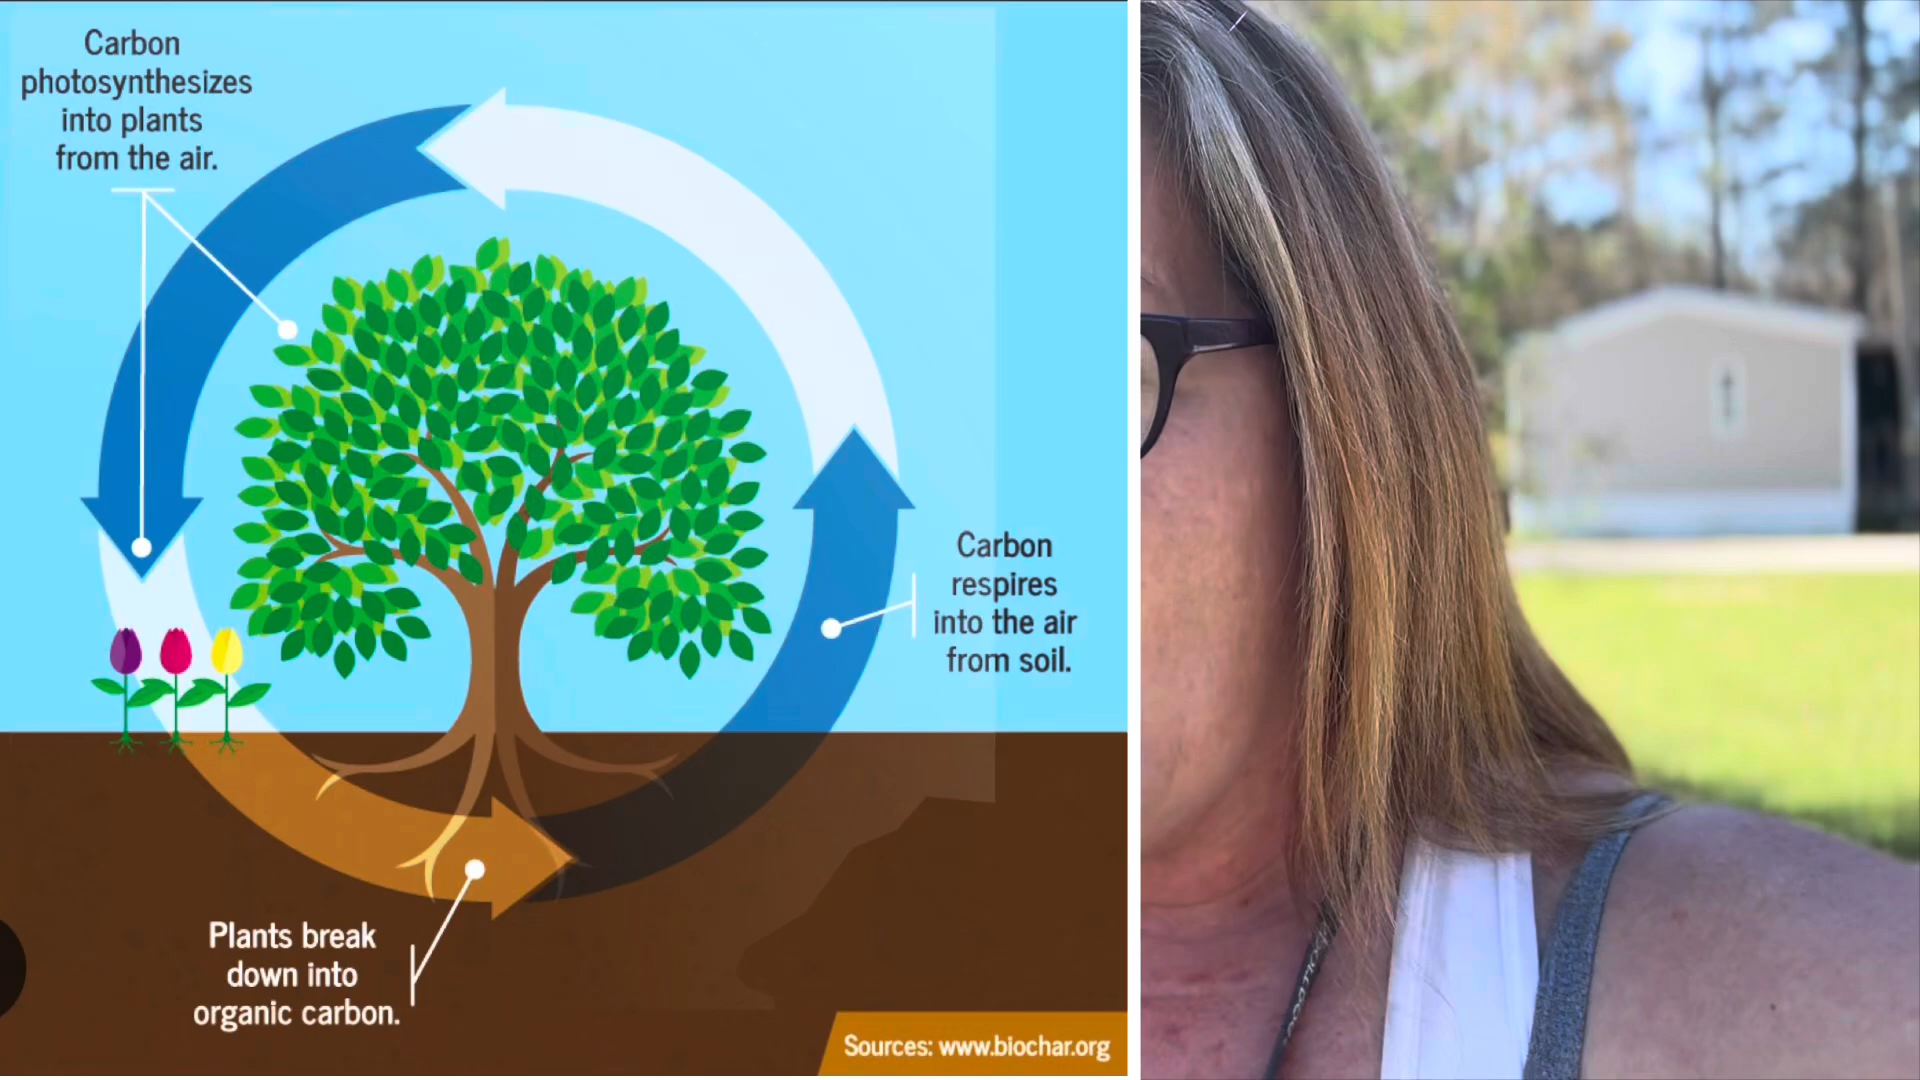 Carbon
photosynthesizes
into plants
from the air.
Carbon
respires
into the air
from soil.
Plants break
down into
organic carbon.
Sources: www.biochar.org